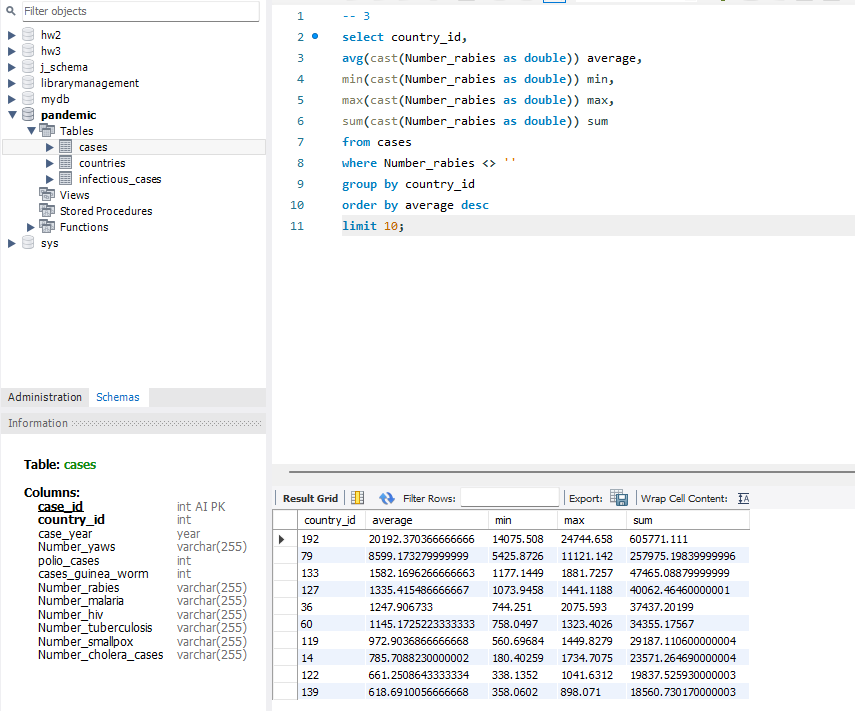 Filter objects
hw2
hw3
j_schema
librarymanagement
mydb
pandemic
Tables
cases
countries
infectious_cases
Views
Stored Procedures
Functions
sys
Administration Schemas
Information
Table: cases
Columns:
case_id int AI PK
country_id int
case_year year
Number_yaws varchar(255)
polio_cases int
cases_guinea_worm int
Number_rabies varchar(255)
Number_malaria varchar(255)
Number_hiv varchar(255)
Number_tuberculosis varchar(255)
Number_smallpox varchar(255)
Number_cholera_cases varchar(255)
1 -- 3
2 select country_id,
3 avg(cast(Number_rabies as double)) average,
4 min(cast(Number_rabies as double)) min,
5 max(cast(Number_rabies as double)) max,
6 sum(cast(Number_rabies as double)) sum
7 from cases
8 where Number_rabies <> ''
9 group by country_id
10 order by average desc
11 limit 10;
Result Grid Filter Rows: Export: Wrap Cell Content: IA
country_id average min max sum
192 20192.370366666666 14075.508 24744.658 605771.111
79 8599.173279999999 5425.8726 11121.142 257975.19839999996
133 1582.1696266666663 1177.1449 1881.7257 47465.08879999999
127 1335.415486666667 1073.9458 1441.1188 40062.46460000001
36 1247.906733 744.251 2075.593 37437.20199
60 1145.1725223333333 758.0497 1323.4026 34355.17567
119 972.9036866666668 560.69684 1449.8279 29187.110600000004
14 785.7088230000002 180.40259 1734.7075 23571.264690000004
122 661.2508643333334 338.1352 1041.6312 19837.525930000003
139 618.6910056666668 358.0602 898.071 18560.730170000003